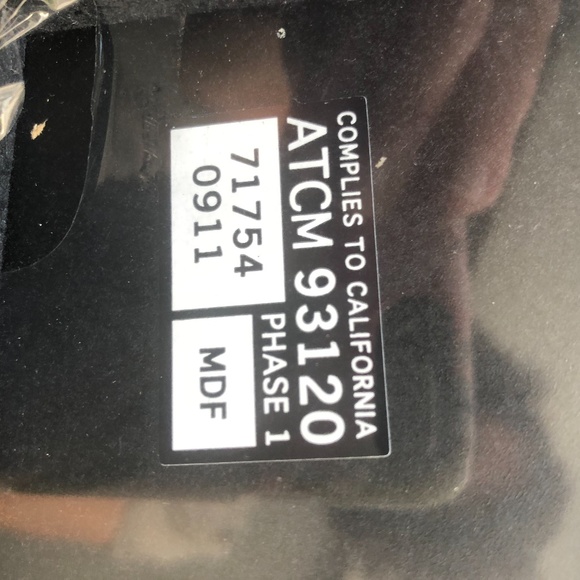 COMPLIES TO CALIFORNIA
ATCM 93120
PHASE 1
71754
0911
MDF